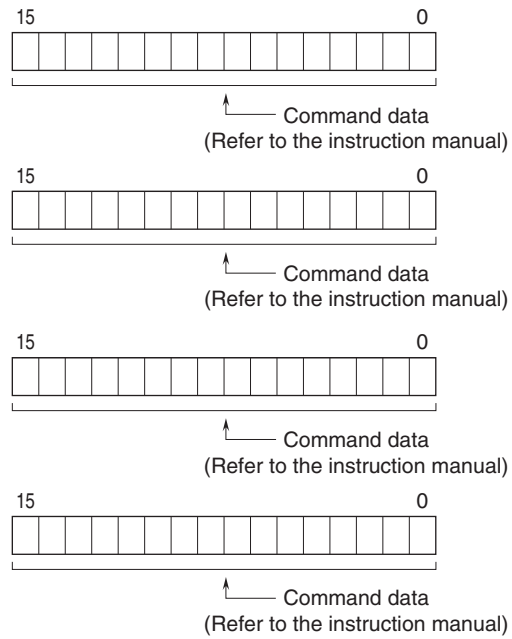 15 0
Command data
(Refer to the instruction manual)
15 0
Command data
(Refer to the instruction manual)
15 0
Command data
(Refer to the instruction manual)
15 0
Command data
(Refer to the instruction manual)